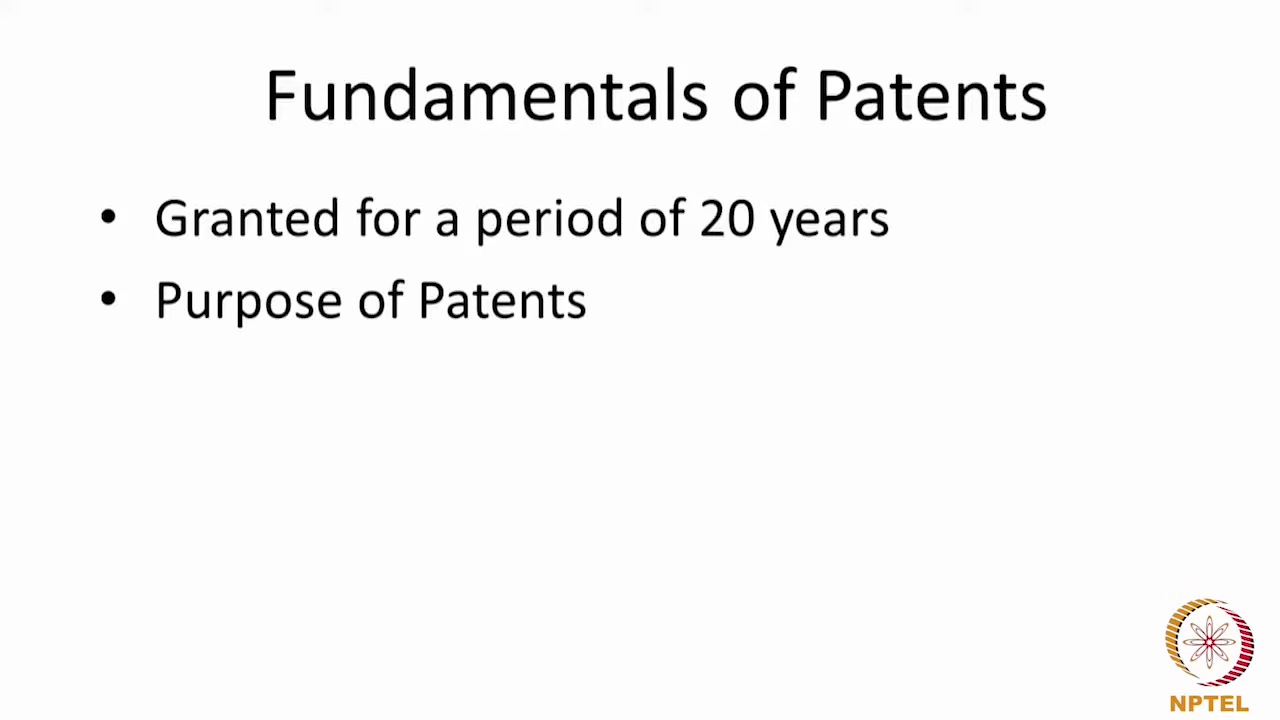 Fundamentals of Patents
• Granted for a period of 20 years
• Purpose of Patents
NPTEL